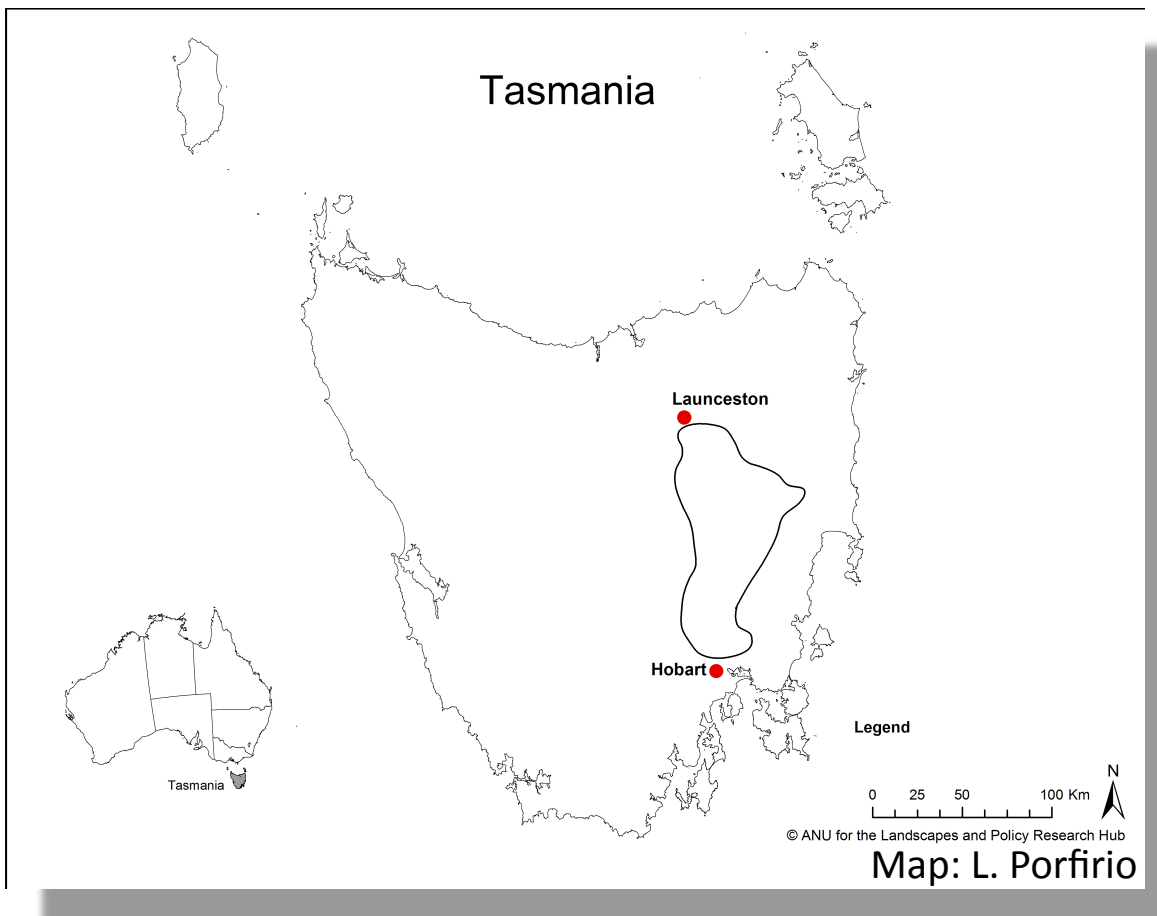 Tasmania
Launceston
Hobart
Legend
Tasmania
N
0 25 50 100 Km
© ANU for the Landscapes and Policy Research Hub
Map: L. Porfirio